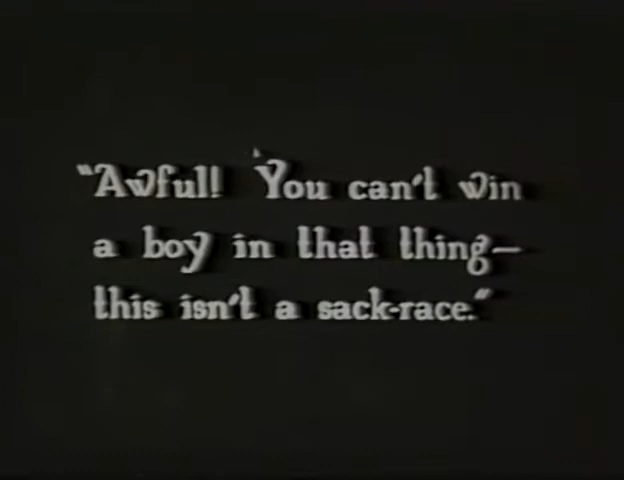 "Awful! You can't win
a boy in that thing—
this isn't a sack-race."